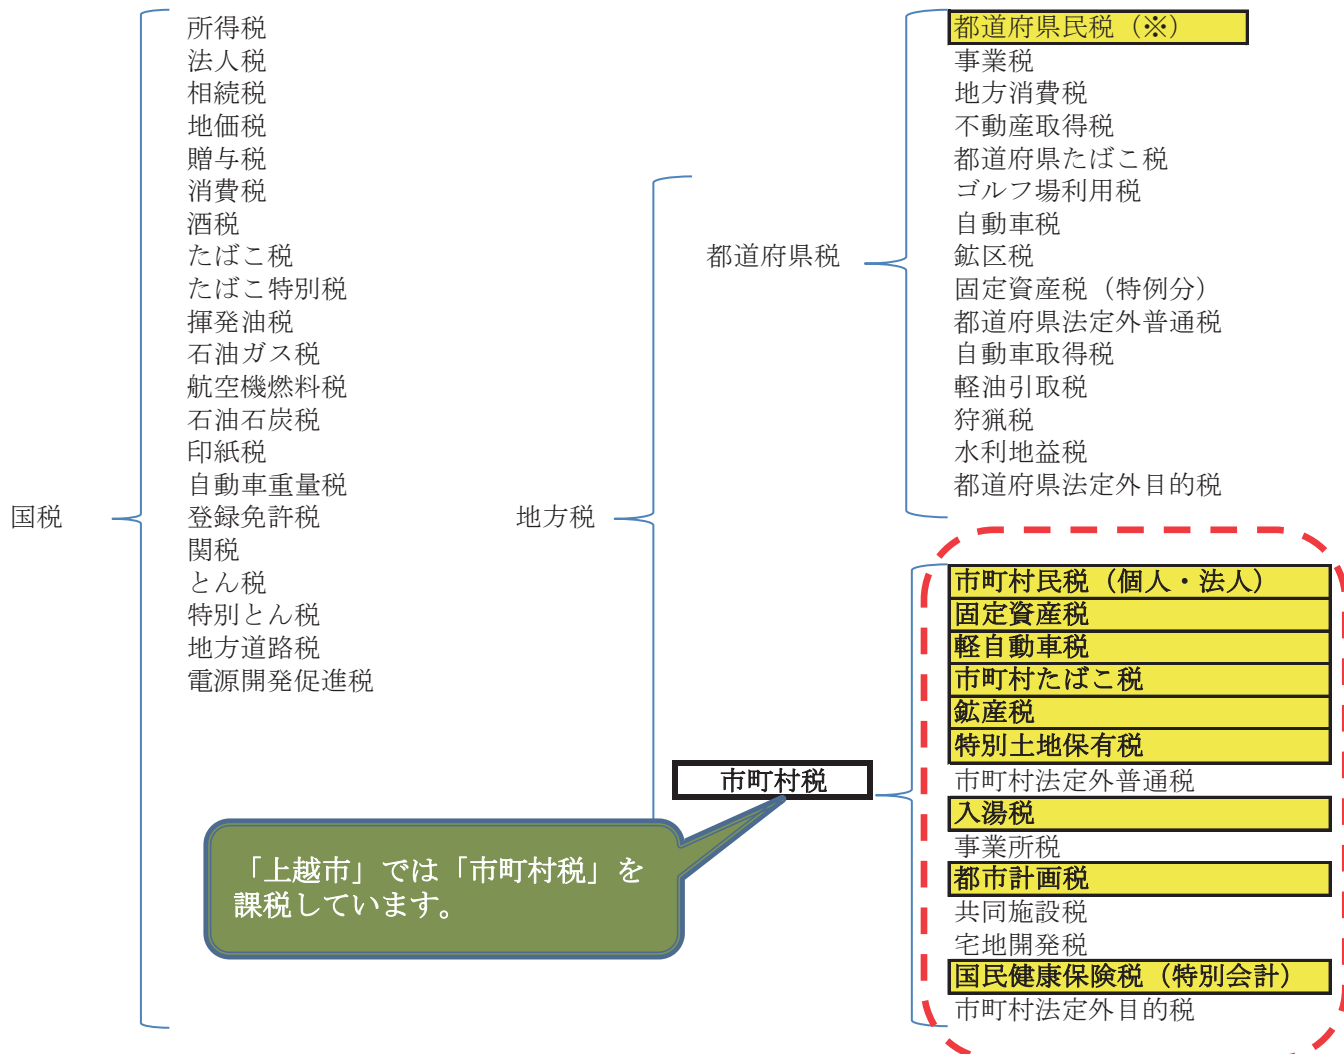 国税
所得税
法人税
相続税
地価税
贈与税
消費税
酒税
たばこ税
たばこ特別税
揮発油税
石油ガス税
航空機燃料税
石油石炭税
印紙税
自動車重量税
登録免許税
関税
とん税
特別とん税
地方道路税
電源開発促進税
地方税
都道府県税
都道府県民税（※）
事業税
地方消費税
不動産取得税
都道府県たばこ税
ゴルフ場利用税
自動車税
鉱区税
固定資産税（特例分）
都道府県法定外普通税
自動車取得税
軽油引取税
狩猟税
水利地益税
都道府県法定外目的税
市町村税
市町村民税（個人・法人）
固定資産税
軽自動車税
市町村たばこ税
鉱産税
特別土地保有税
市町村法定外普通税
入湯税
事業所税
都市計画税
共同施設税
宅地開発税
国民健康保険税（特別会計）
市町村法定外目的税
「上越市」では「市町村税」を
課税しています。